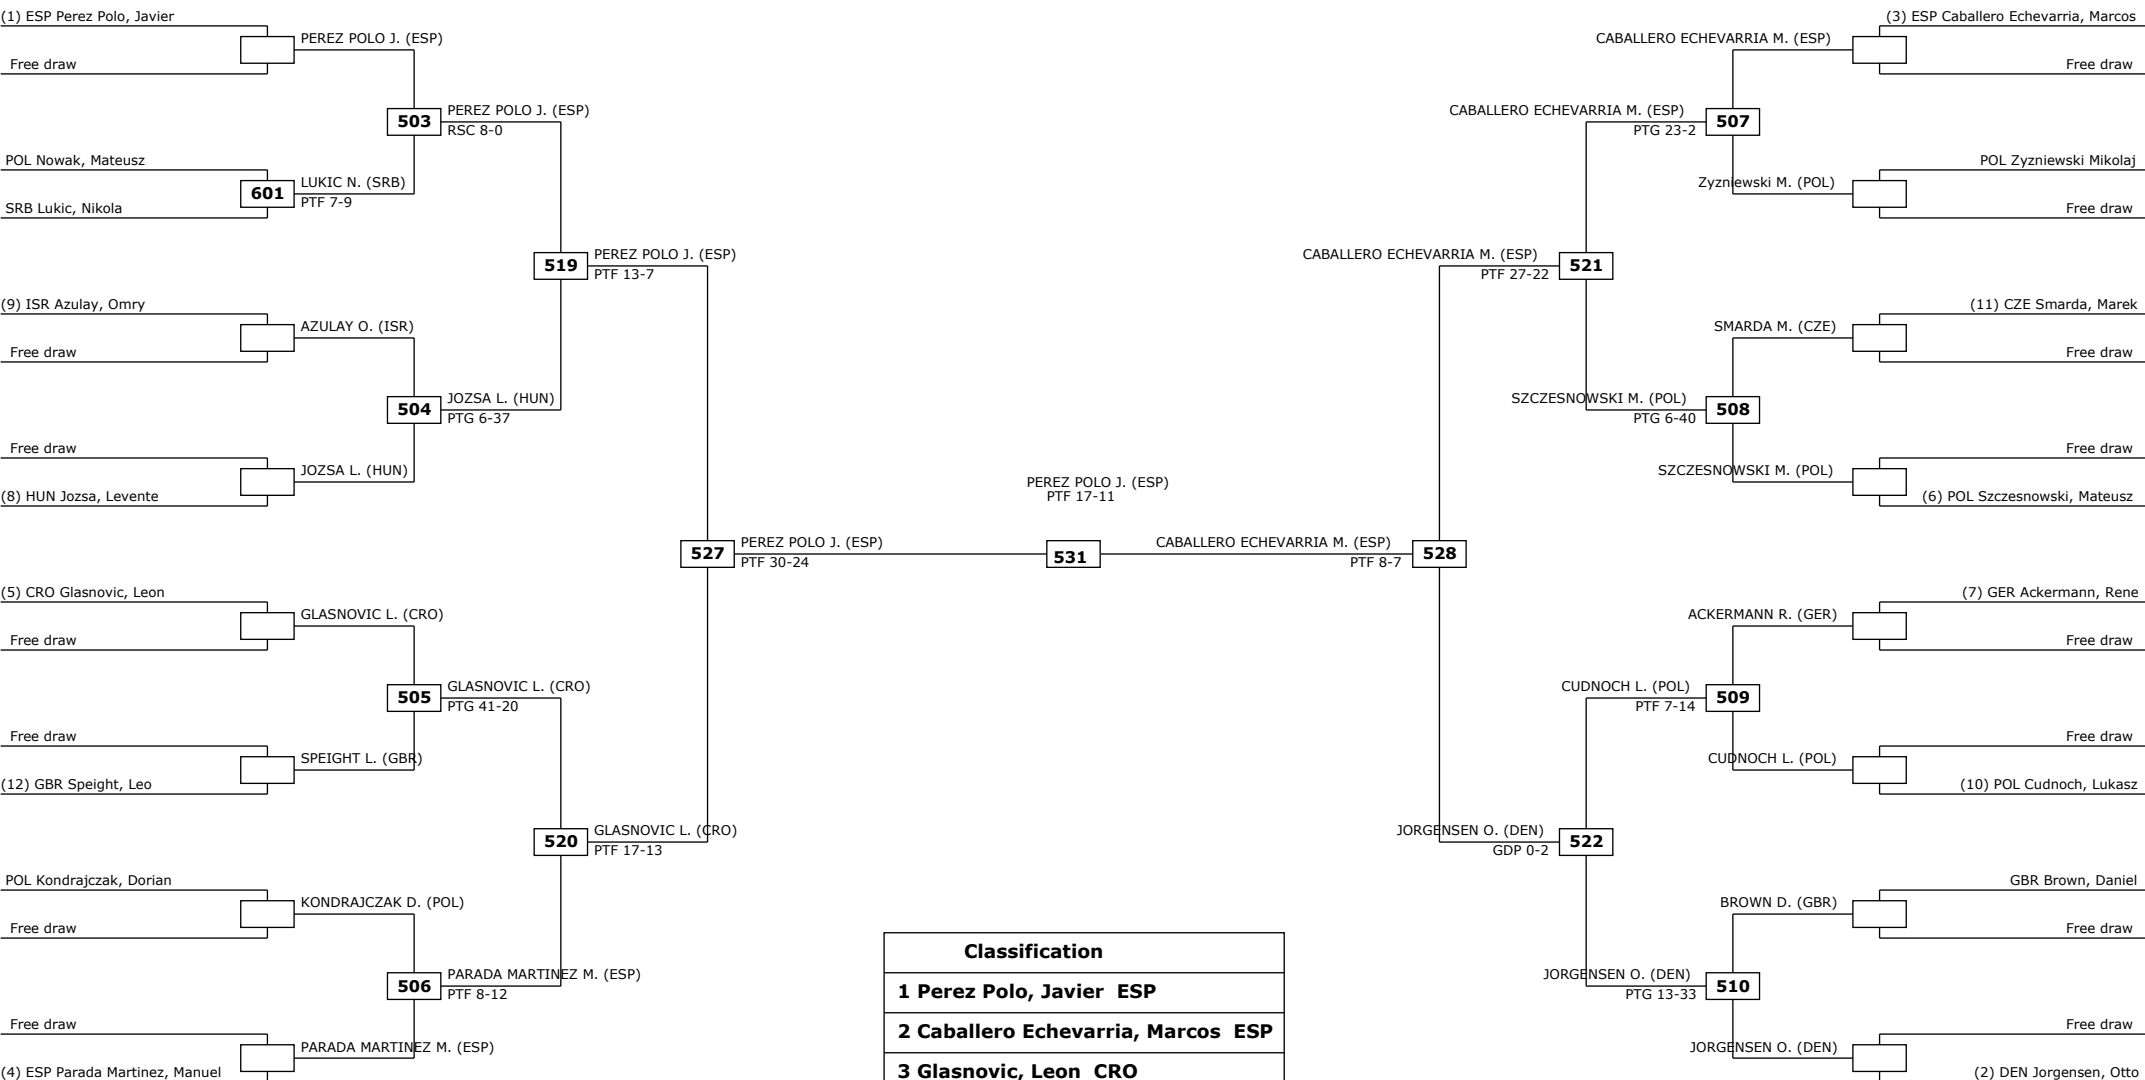 (1) ESP Perez Polo, Javier
PEREZ POLO J. (ESP)
Free draw
503
PEREZ POLO J. (ESP)
RSC 8-0
POL Nowak, Mateusz
601
LUKIC N. (SRB)
PTF 7-9
SRB Lukic, Nikola
519
PEREZ POLO J. (ESP)
PTF 13-7
(9) ISR Azulay, Omry
AZULAY O. (ISR)
Free draw
504
JOZSA L. (HUN)
PTG 6-37
Free draw
JOZSA L. (HUN)
(8) HUN Jozsa, Levente
527
PEREZ POLO J. (ESP)
PTF 30-24
(5) CRO Glasnovic, Leon
GLASNOVIC L. (CRO)
Free draw
505
GLASNOVIC L. (CRO)
PTG 41-20
Free draw
SPEIGHT L. (GBR)
(12) GBR Speight, Leo
520
GLASNOVIC L. (CRO)
PTF 17-13
POL Kondrajczak, Dorian
KONDRAJCZAK D. (POL)
Free draw
506
PARADA MARTINEZ M. (ESP)
PTF 8-12
Free draw
PARADA MARTINEZ M. (ESP)
(4) ESP Parada Martinez, Manuel
PEREZ POLO J. (ESP)
PTF 17-11
531
(3) ESP Caballero Echevarria, Marcos
CABALLERO ECHEVARRIA M. (ESP)
Free draw
CABALLERO ECHEVARRIA M. (ESP)
PTG 23-2
507
POL Zyzniewski Mikolaj
Zyzniewski M. (POL)
Free draw
CABALLERO ECHEVARRIA M. (ESP)
PTF 27-22
521
(11) CZE Smarda, Marek
SMARDA M. (CZE)
Free draw
SZCZESNOWSKI M. (POL)
PTG 6-40
508
Free draw
SZCZESNOWSKI M. (POL)
(6) POL Szczesnowski, Mateusz
CABALLERO ECHEVARRIA M. (ESP)
PTF 8-7
528
(7) GER Ackermann, Rene
ACKERMANN R. (GER)
Free draw
CUDNOCH L. (POL)
PTF 7-14
509
Free draw
CUDNOCH L. (POL)
(10) POL Cudnoch, Lukasz
JORGENSEN O. (DEN)
GDP 0-2
522
GBR Brown, Daniel
BROWN D. (GBR)
Free draw
JORGENSEN O. (DEN)
PTG 13-33
510
Free draw
JORGENSEN O. (DEN)
(2) DEN Jorgensen, Otto
Classification
1 Perez Polo, Javier ESP
2 Caballero Echevarria, Marcos ESP
3 Glasnovic, Leon CRO